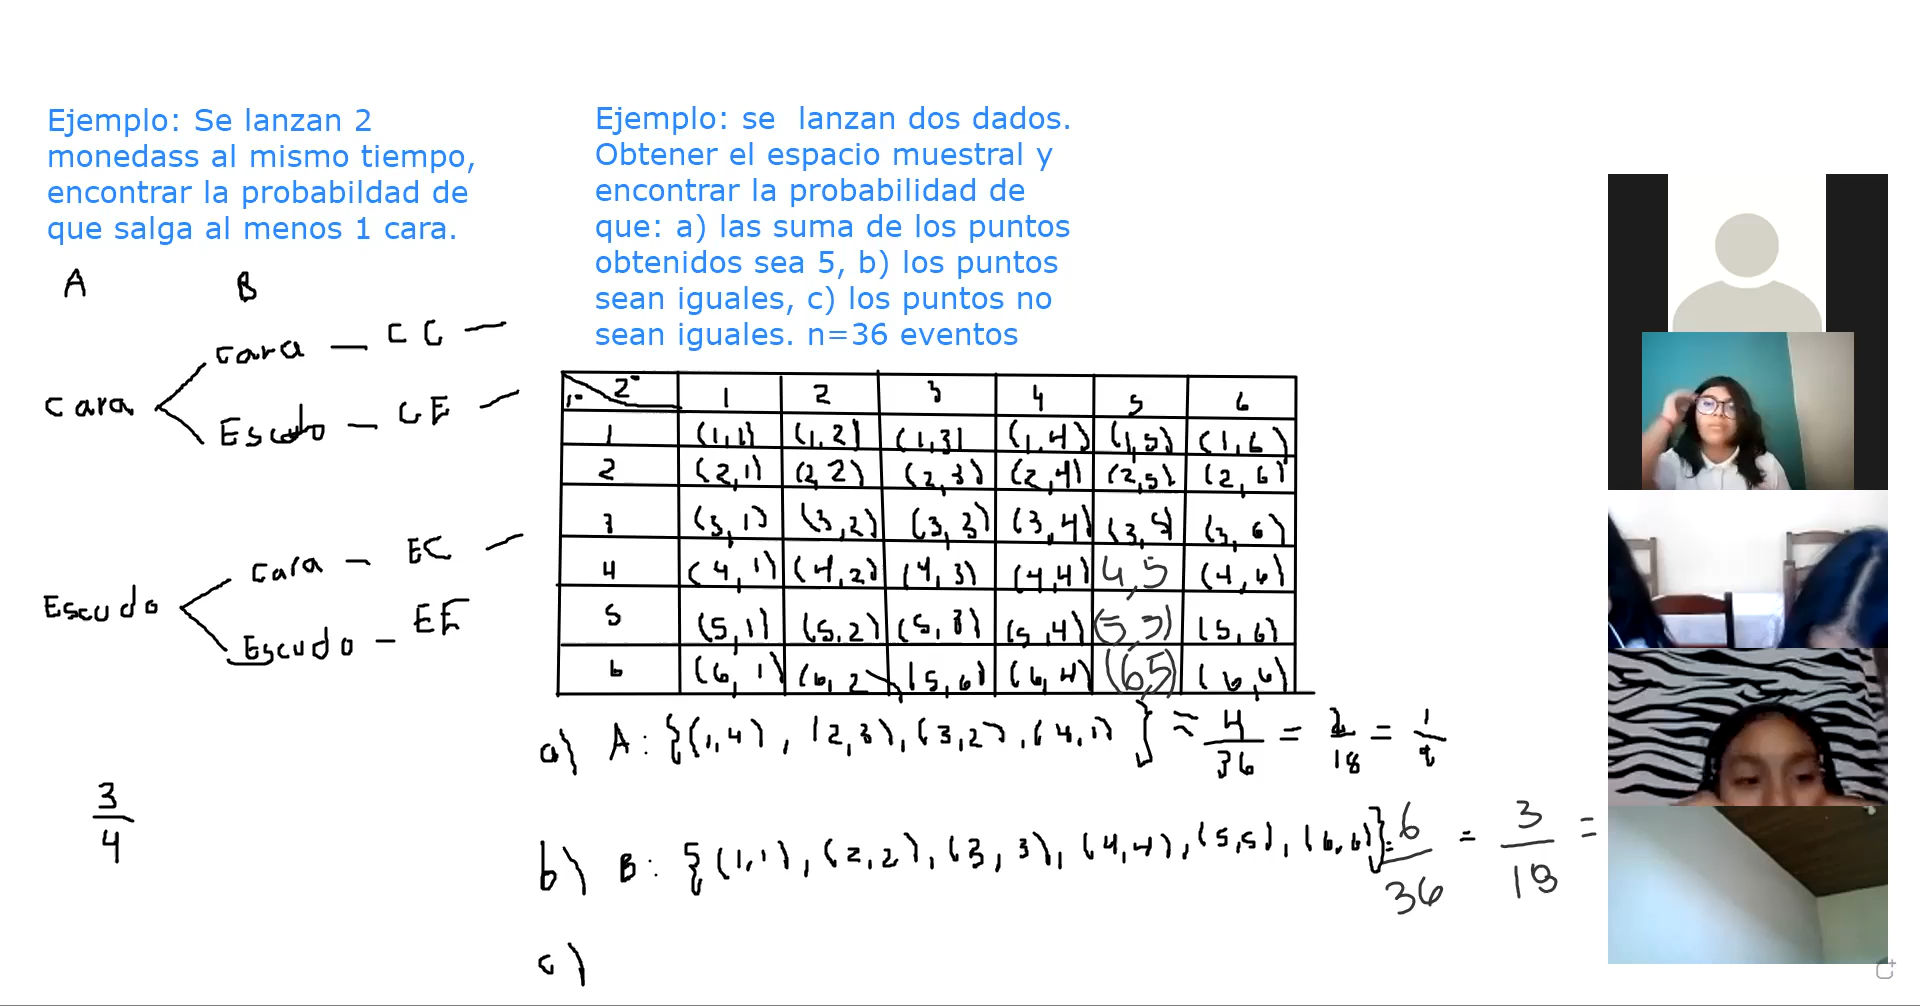 Ejemplo: Se lanzan 2
monedass al mismo tiempo,
encontrar la probabildad de
que salga al menos 1 cara.
A B
Cara — CC —
Cara
Escudo — CE —
Cara — EC —
Escudo
Escudo — EE
3/4
Ejemplo: se lanzan dos dados.
Obtener el espacio muestral y
encontrar la probabilidad de
que: a) las suma de los puntos
obtenidos sea 5, b) los puntos
sean iguales, c) los puntos no
sean iguales. n=36 eventos
1° 2° 1 2 3 4 5 6
1 (1,1) (1,2) (1,3) (1,4) (1,5) (1,6)
2 (2,1) (2,2) (2,3) (2,4) (2,5) (2,6)
3 (3,1) (3,2) (3,3) (3,4) (3,5) (3,6)
4 (4,1) (4,2) (4,3) (4,4) 4,5 (4,6)
5 (5,1) (5,2) (5,3) (5,4) (5,5) (5,6)
6 (6,1) (6,2 (5,6) (6,4) (6,5) (6,6)
a) A: {(1,4), (2,3), (3,2), (4,1)} = 4/36 = 2/18 = 1/9
b) B: {(1,1), (2,2), (3,3), (4,4), (5,5), (6,6)} = 6/36 = 3/18 =
c)